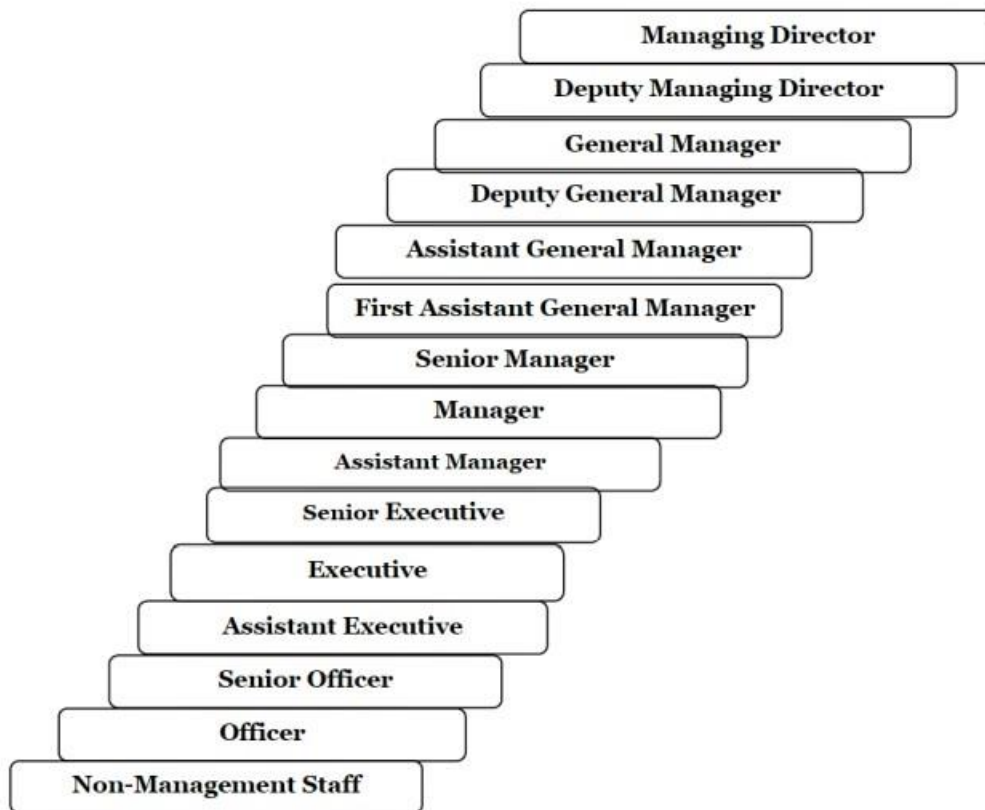 Managing Director
Deputy Managing Director
General Manager
Deputy General Manager
Assistant General Manager
First Assistant General Manager
Senior Manager
Manager
Assistant Manager
Senior Executive
Executive
Assistant Executive
Senior Officer
Officer
Non-Management Staff